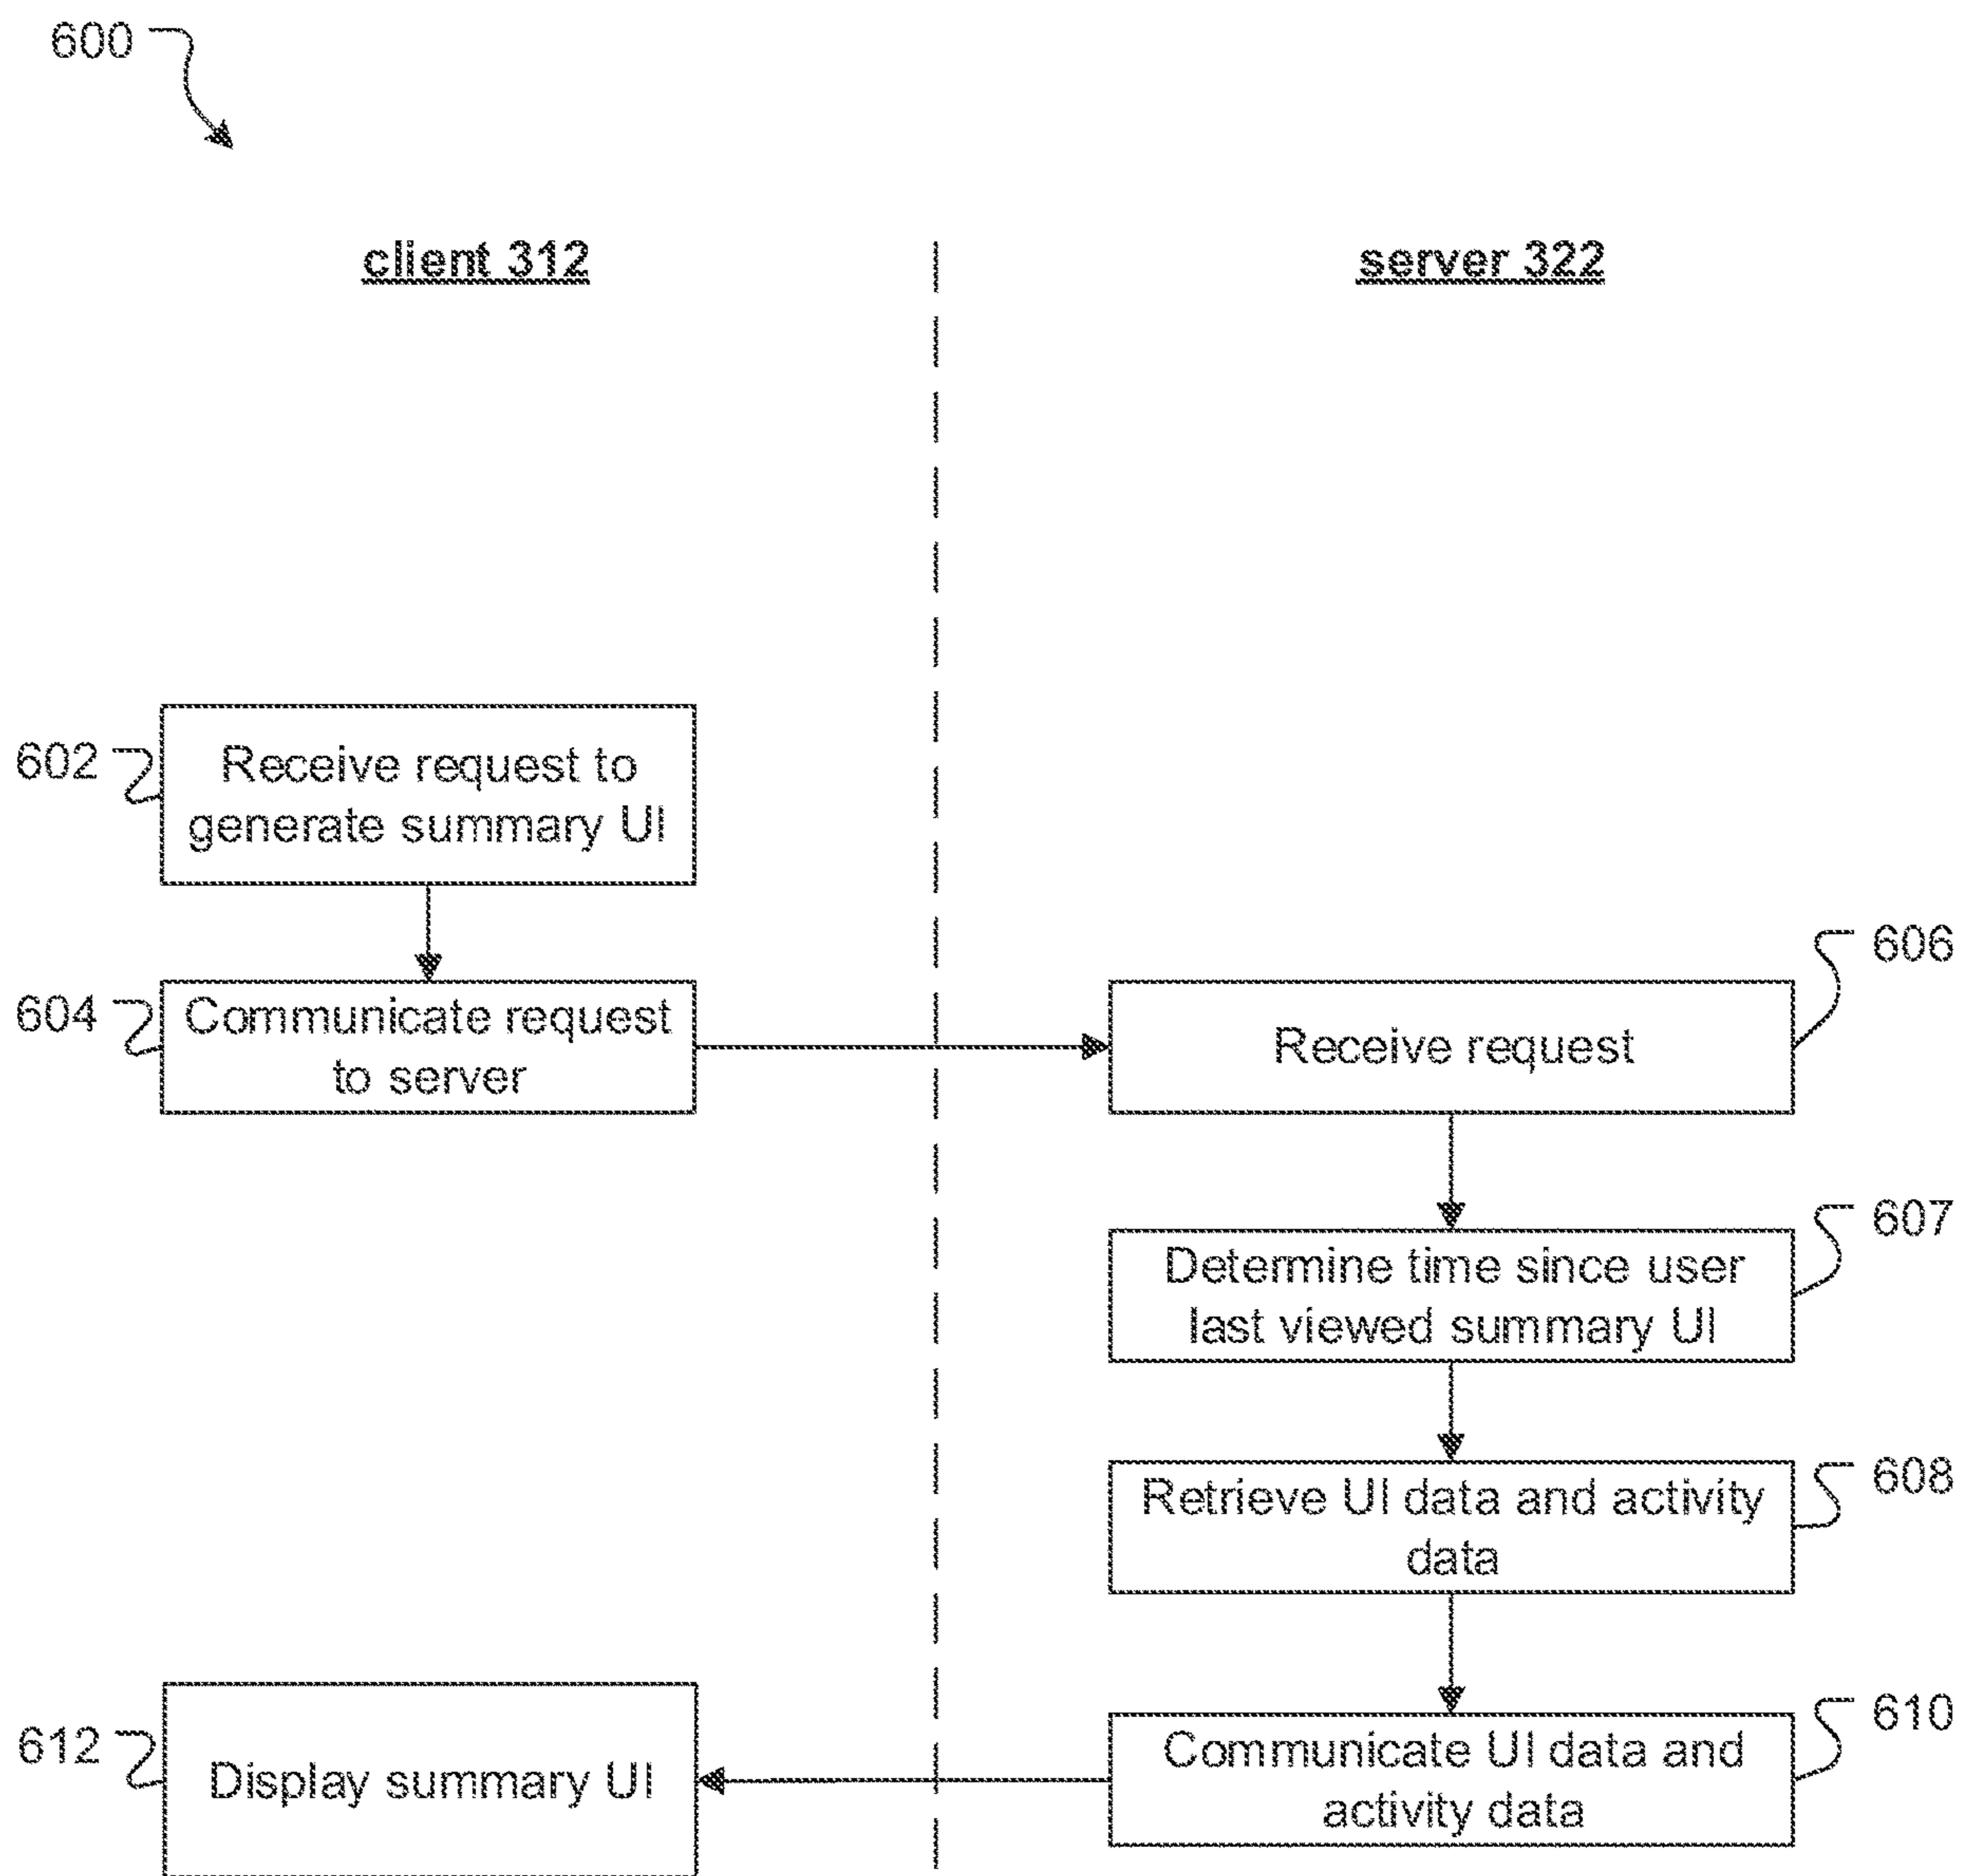 600
client 312
server 322
602
Receive request to
generate summary UI
604
Communicate request
to server
606
Receive request
607
Determine time since user
last viewed summary UI
608
Retrieve UI data and activity
data
610
Communicate UI data and
activity data
612
Display summary UI